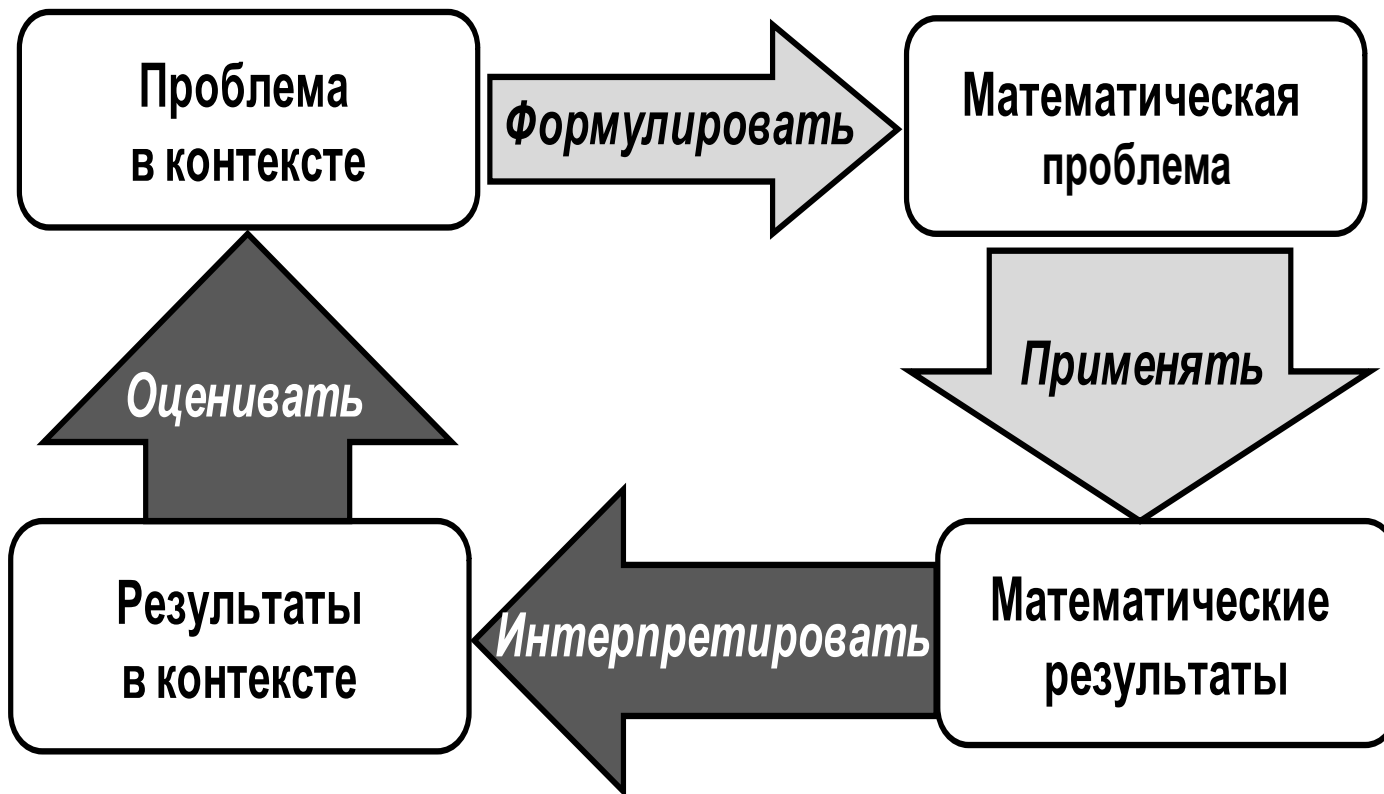 Проблема
в контексте
Формулировать
Математическая
проблема
Применять
Математические
результаты
Интерпретировать
Результаты
в контексте
Оценивать